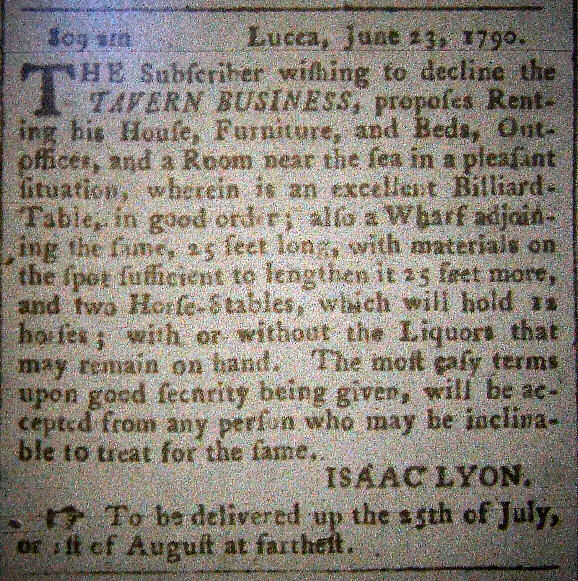 809 sm Lucca, June 23, 1790.
THE Subſcriber wiſhing to decline the
TAVERN BUSINESS, propoſes Rent-
ing his Houſe, Furniture, and Beds, Out-
offices, and a Room near the ſea in a pleaſant
ſituation, wherein is an excellent Billiard-
Table, in good order; alſo a Wharf adjoin-
ing the ſame, 25 feet long, with materials on
the ſpot ſufficient to lengthen it 25 feet more,
and two Horſe-Stables, which will hold 12
horſes; with or without the Liquors that
may remain on hand. The moſt eaſy terms
upon good ſecurity being given, will be ac-
cepted from any perſon who may be inclina-
ble to treat for the ſame.
ISAAC LYON.
☞ To be delivered up the 25th of July,
or 1ſt of Auguſt at fartheſt.